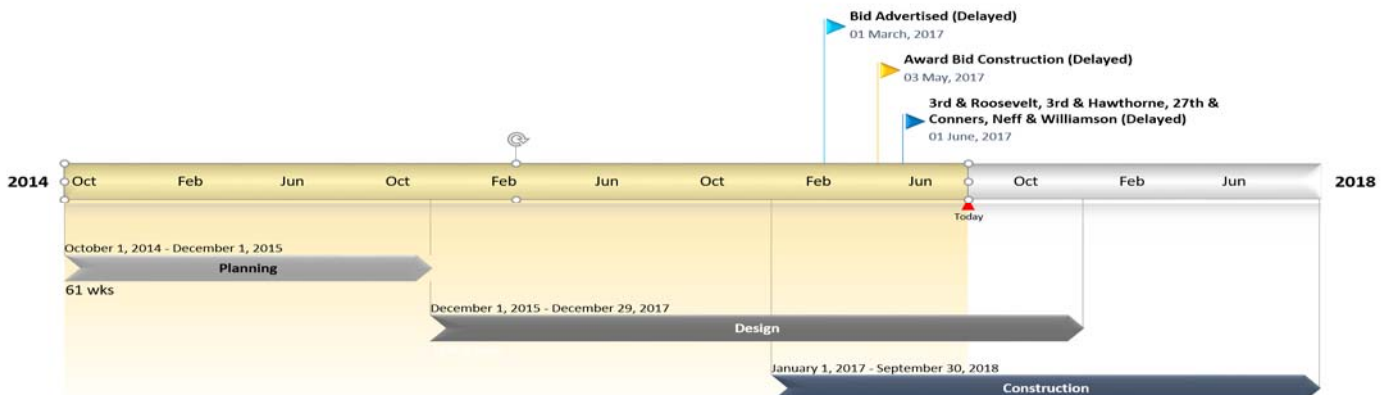 Bid Advertised (Delayed)
01 March, 2017
Award Bid Construction (Delayed)
03 May, 2017
3rd & Roosevelt, 3rd & Hawthorne, 27th &
Conners, Neff & Williamson (Delayed)
01 June, 2017
2014 Oct Feb Jun Oct Feb Jun Oct Feb Jun Oct Feb Jun 2018
Today
October 1, 2014 - December 1, 2015
Planning
61 wks
December 1, 2015 - December 29, 2017
Design
January 1, 2017 - September 30, 2018
Construction